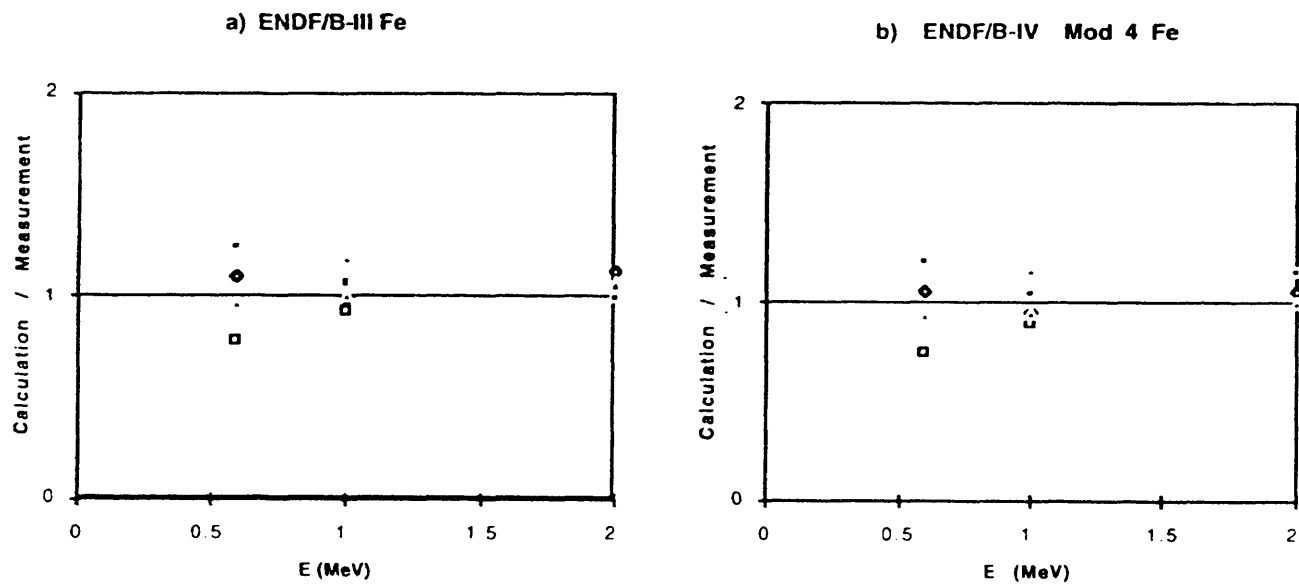 a) ENDF/B-III Fe
2
1
0
0
0.5
1
1.5
2
E (MeV)
Calculation / Measurement
b) ENDF/B-IV Mod 4 Fe
2
1
0
0
0.5
1
1.5
2
E (MeV)
Calculation / Measurement